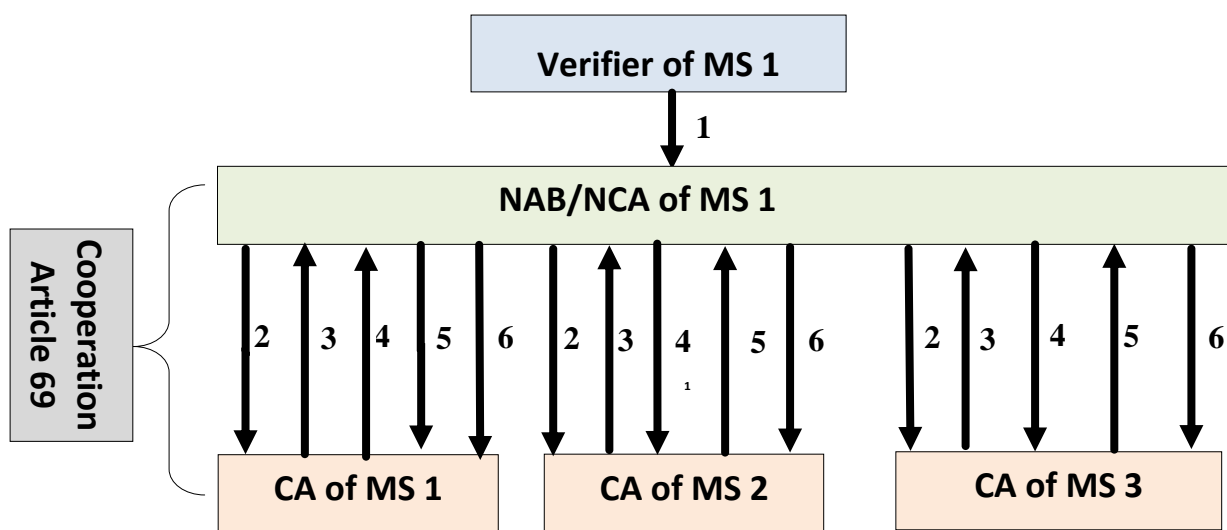 Verifier of MS 1
1
NAB/NCA of MS 1
Cooperation
Article 69
2 3 4 5 6 2 3 4 5 6 2 3 4 5 6
1
CA of MS 1
CA of MS 2
CA of MS 3